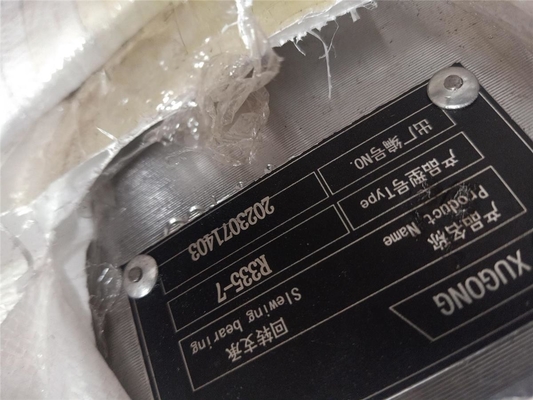 XUGONG
产品名称
Product Name
回转支承
Slewing bearing
产品型号Type
R335-7
出厂编号NO.
2023071403